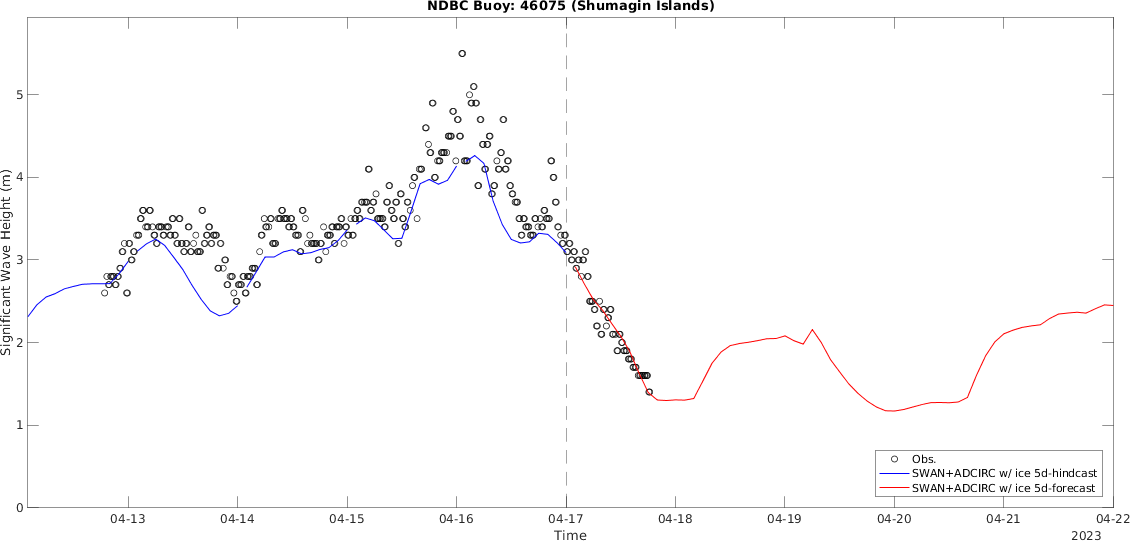 NDBC Buoy: 46075 (Shumagin Islands)
Significant Wave Height (m)
5
4
3
2
1
0
Obs.
SWAN+ADCIRC w/ ice 5d-hindcast
SWAN+ADCIRC w/ ice 5d-forecast
04-13 04-14 04-15 04-16 04-17 04-18 04-19 04-20 04-21 04-22
Time
2023